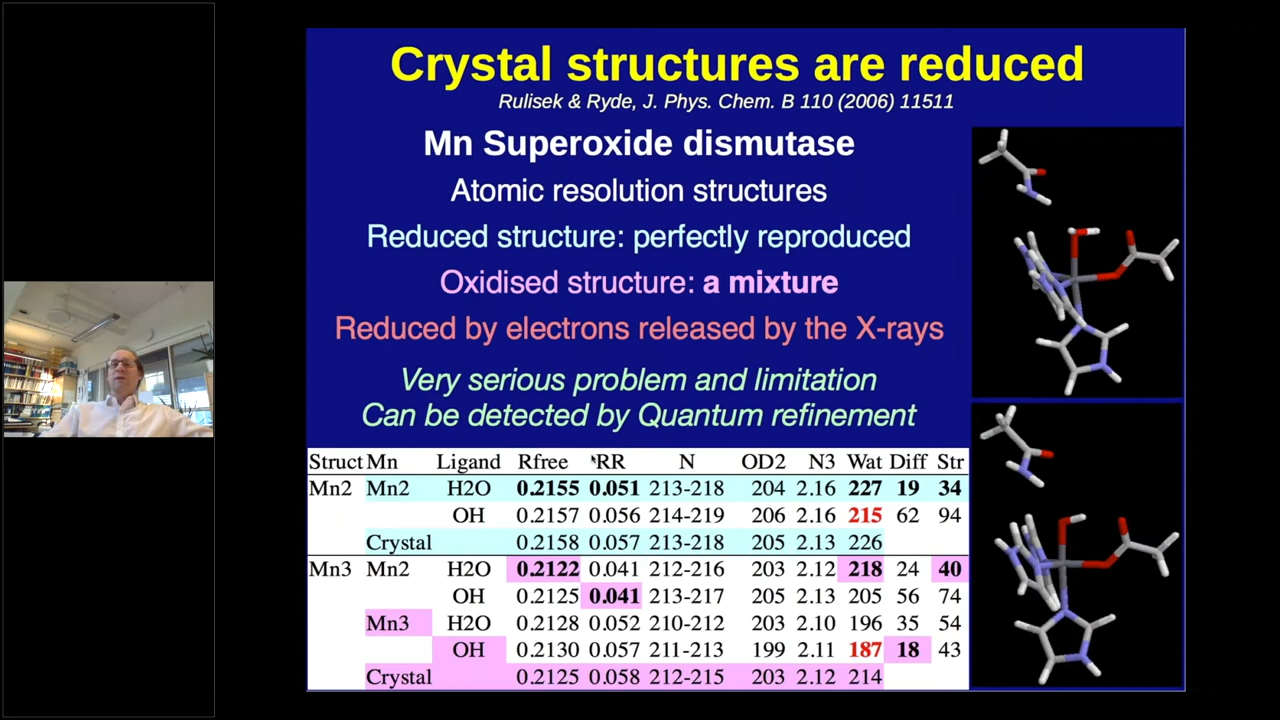 Crystal structures are reduced
Rulisek & Ryde, J. Phys. Chem. B 110 (2006) 11511
Mn Superoxide dismutase
Atomic resolution structures
Reduced structure: perfectly reproduced
Oxidised structure: a mixture
Reduced by electrons released by the X-rays
Very serious problem and limitation
Can be detected by Quantum refinement
Struct Mn Ligand Rfree RR N OD2 N3 Wat Diff Str
Mn2 Mn2 H2O 0.2155 0.051 213-218 204 2.16 227 19 34
OH 0.2157 0.056 214-219 206 2.16 215 62 94
Crystal 0.2158 0.057 213-218 205 2.13 226
Mn3 Mn2 H2O 0.2122 0.041 212-216 203 2.12 218 24 40
OH 0.2125 0.041 213-217 205 2.13 205 56 74
Mn3 H2O 0.2128 0.052 210-212 203 2.10 196 35 54
OH 0.2130 0.057 211-213 199 2.11 187 18 43
Crystal 0.2125 0.058 212-215 203 2.12 214